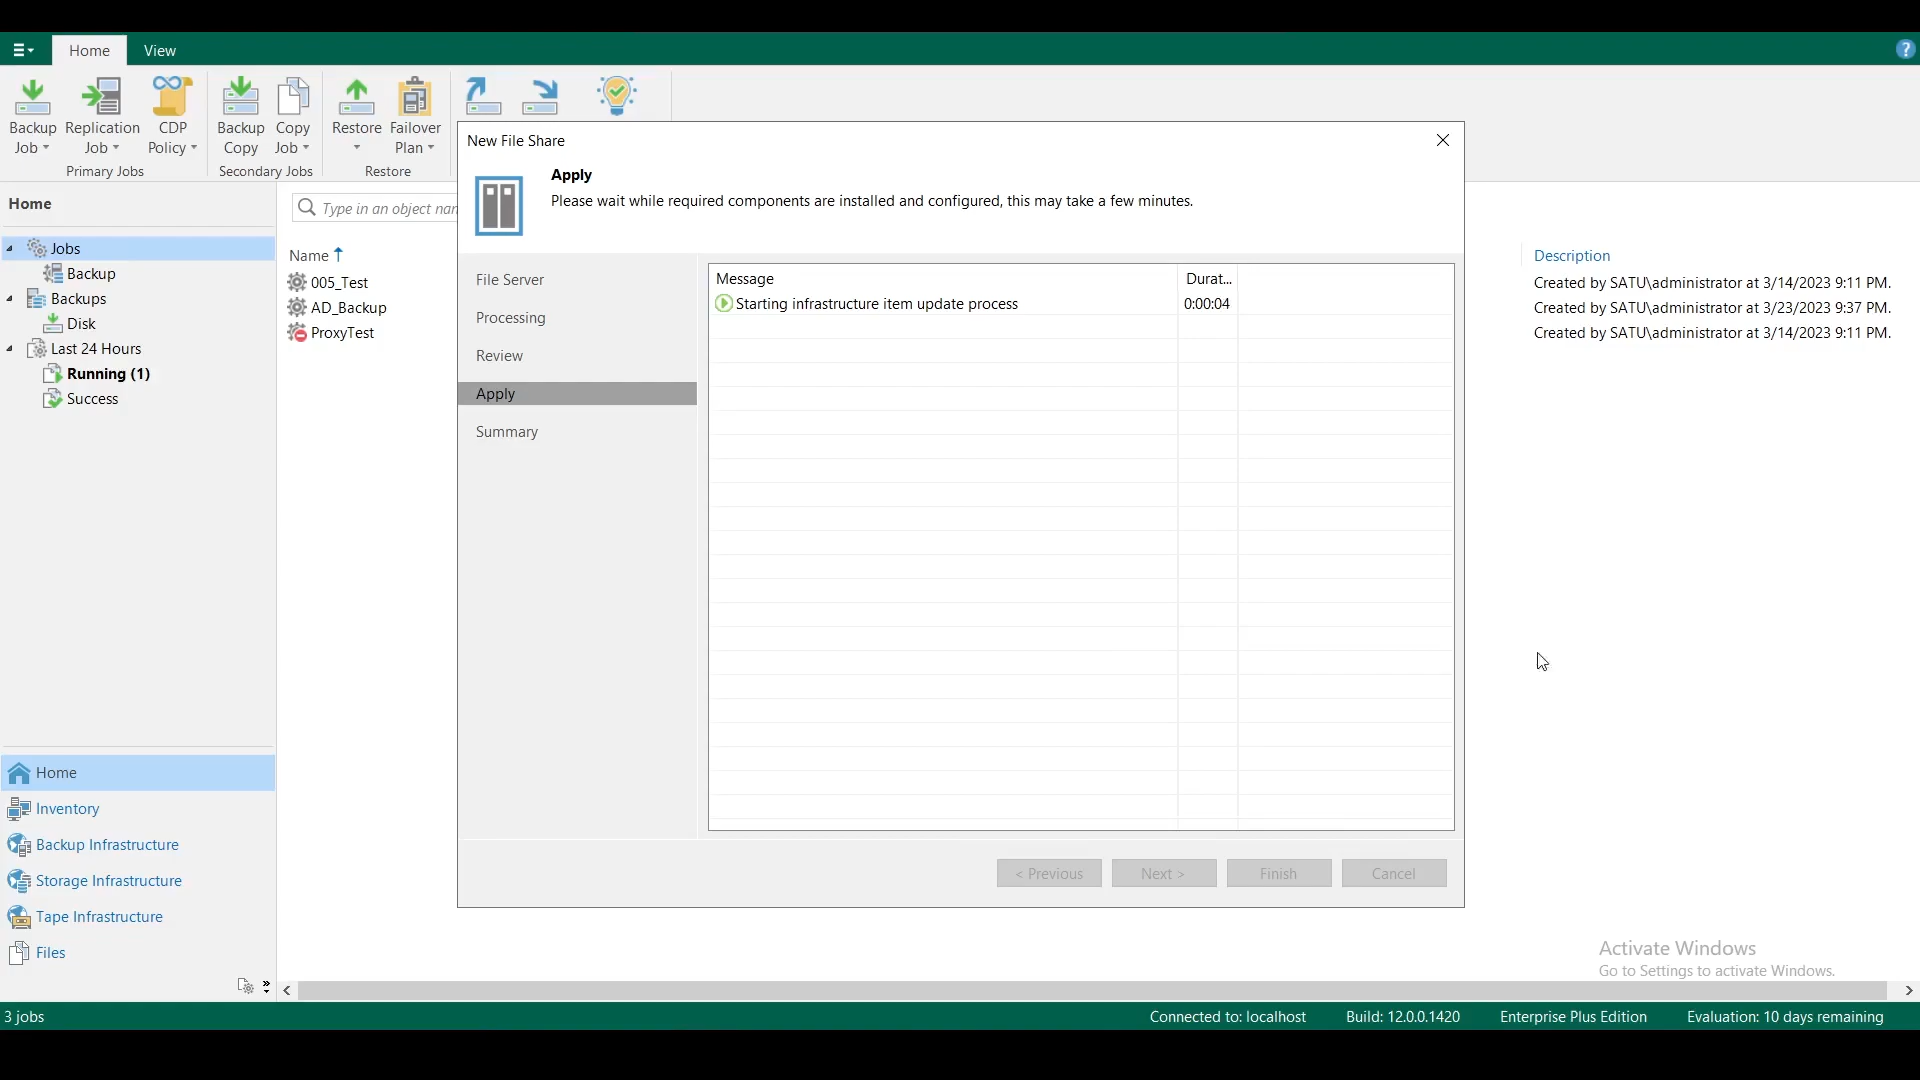 Home
View
Backup Job
Replication Job
CDP Policy
Primary Jobs
Backup Copy
Copy Job
Secondary Jobs
Restore
Failover Plan
Restore
Home
Jobs
Backup
Backups
Disk
Last 24 Hours
Running (1)
Success
Home
Inventory
Backup Infrastructure
Storage Infrastructure
Tape Infrastructure
Files
Type in an object nar
Name
005_Test
AD_Backup
ProxyTest
New File Share
Apply
Please wait while required components are installed and configured, this may take a few minutes.
File Server
Processing
Review
Apply
Summary
Message Durat...
Starting infrastructure item update process 0:00:04
< Previous Next > Finish Cancel
Description
Created by SATU\administrator at 3/14/2023 9:11 PM.
Created by SATU\administrator at 3/23/2023 9:37 PM.
Created by SATU\administrator at 3/14/2023 9:11 PM.
Activate Windows
Go to Settings to activate Windows.
3 jobs Connected to: localhost Build: 12.0.0.1420 Enterprise Plus Edition Evaluation: 10 days remaining